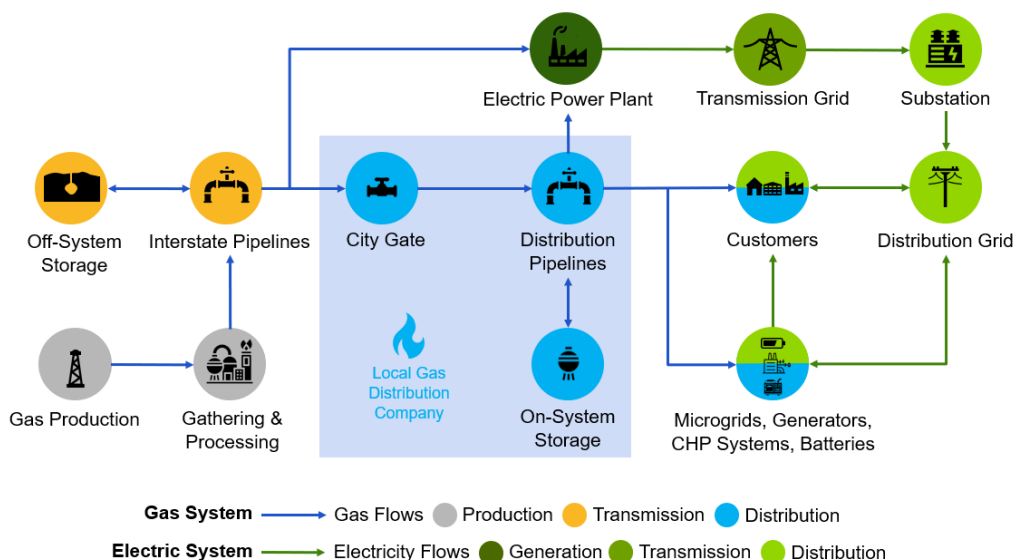 Electric Power Plant
Transmission Grid
Substation
Off-System
Storage
Interstate Pipelines
City Gate
Distribution
Pipelines
Customers
Distribution Grid
Gas Production
Gathering &
Processing
Local Gas
Distribution
Company
On-System
Storage
Microgrids, Generators,
CHP Systems, Batteries
Gas System Gas Flows Production Transmission Distribution
Electric System Electricity Flows Generation Transmission Distribution